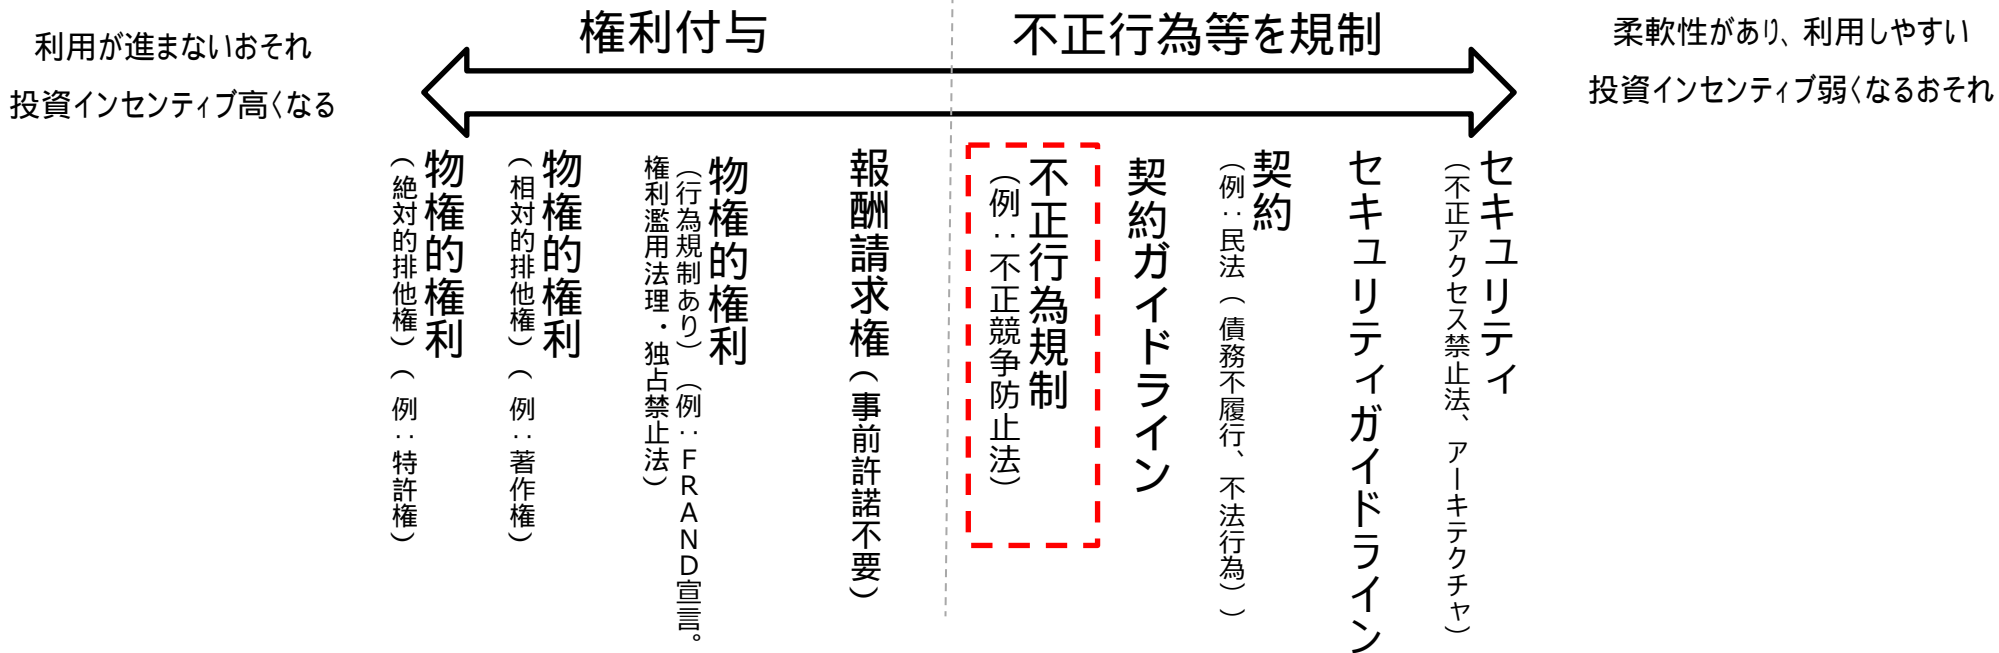 権利付与
不正行為等を規制
利用が進まないおそれ
投資インセンティブ高くなる
柔軟性があり、利用しやすい
投資インセンティブ弱くなるおそれ
物権的権利
（絶対的排他権）（例：特許権）
物権的権利
（相対的排他権）（例：著作権）
物権的権利
（行為規制あり）（例：ＦＲＡＮＤ宣言。
権利濫用法理・独占禁止法）
報酬請求権（事前許諾不要）
不正行為規制
（例：不正競争防止法）
契約ガイドライン
契約
（例：民法（債務不履行、不法行為））
セキュリティガイドライン
セキュリティ
（不正アクセス禁止法、アーキテクチャ）